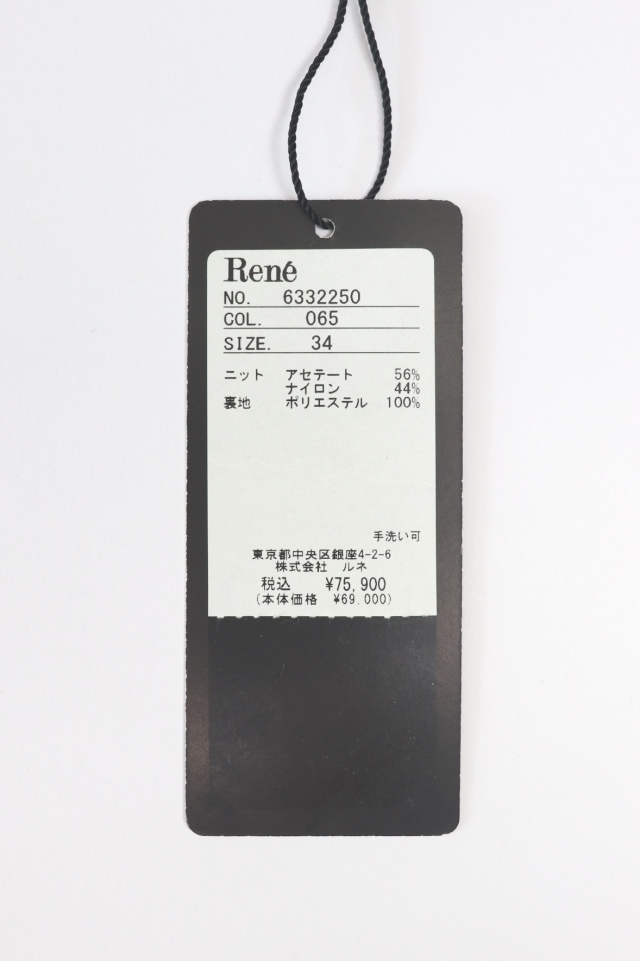 René
NO. 6332250
COL. 065
SIZE. 34
ニット アセテート 56%
ナイロン 44%
裏地 ポリエステル 100%
手洗い可
東京都中央区銀座4-2-6
株式会社 ルネ
税込 ¥75,900
(本体価格 ¥69,000)